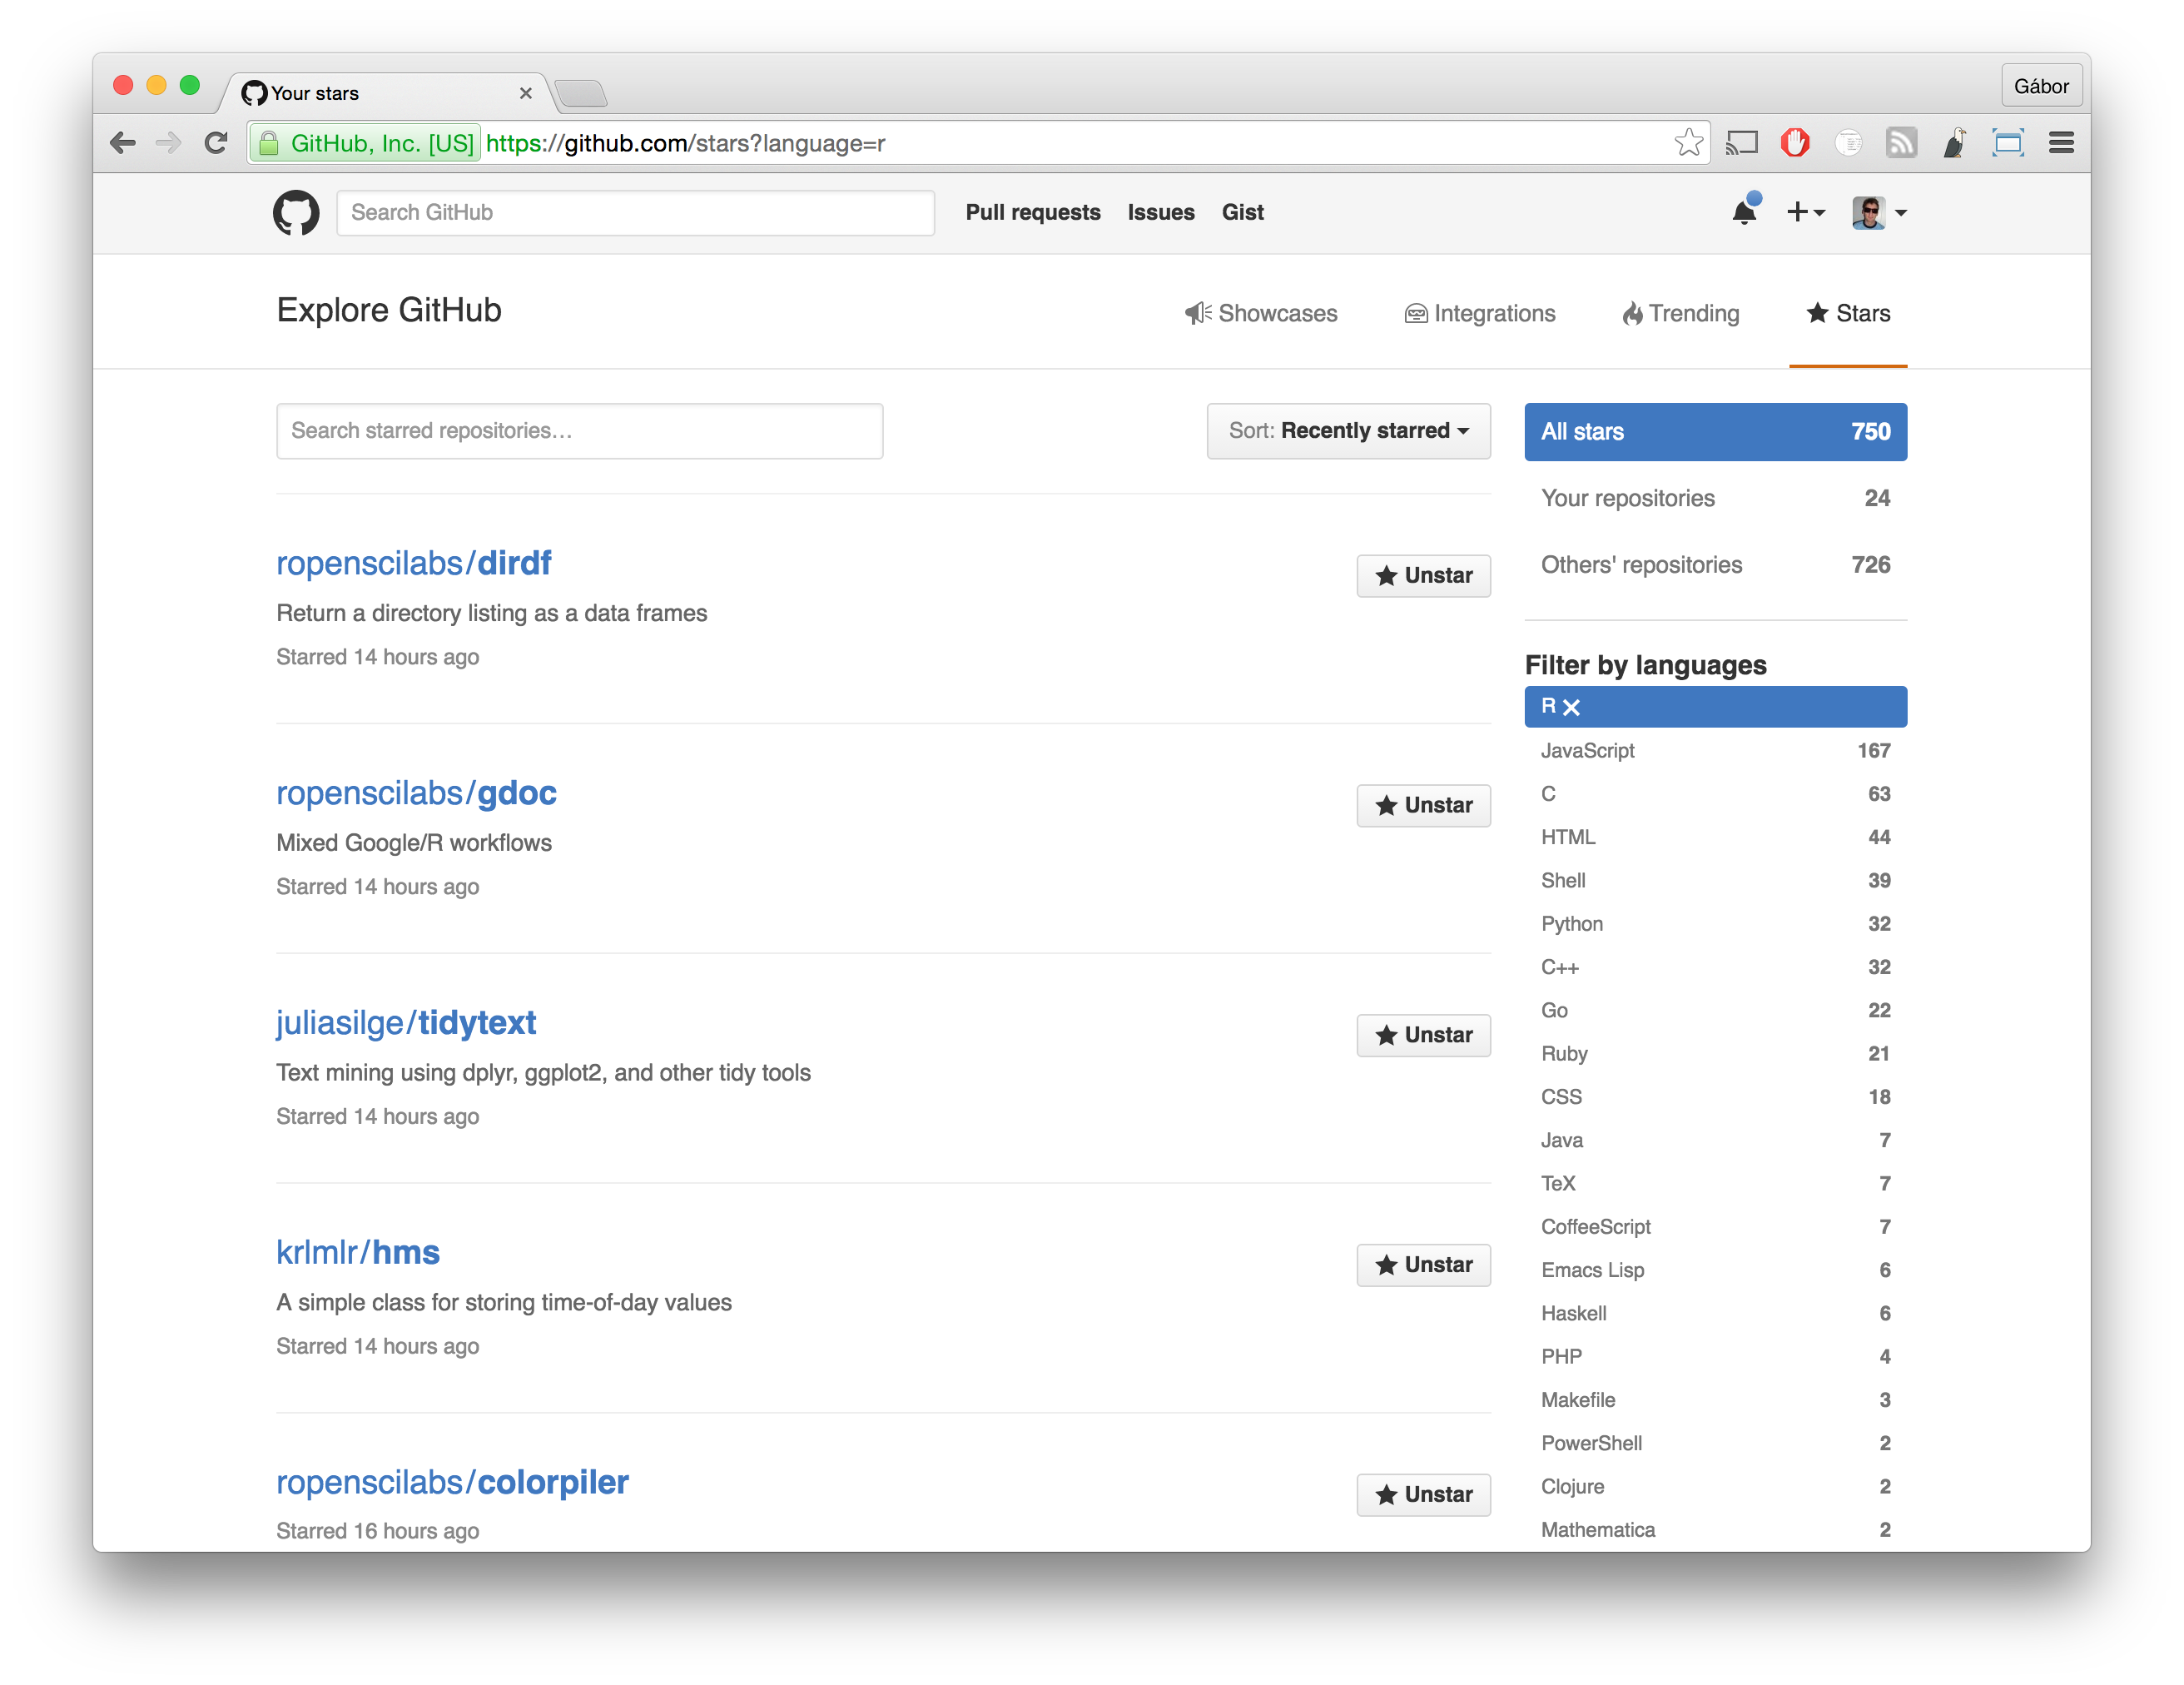 Your stars
Gábor
GitHub, Inc. [US] https://github.com/stars?language=r
Search GitHub
Pull requests Issues Gist
Explore GitHub
Showcases Integrations Trending Stars
Search starred repositories…
Sort: Recently starred
ropenscilabs/dirdf
Unstar
Return a directory listing as a data frames
Starred 14 hours ago
ropenscilabs/gdoc
Unstar
Mixed Google/R workflows
Starred 14 hours ago
juliasilge/tidytext
Unstar
Text mining using dplyr, ggplot2, and other tidy tools
Starred 14 hours ago
krlmlr/hms
Unstar
A simple class for storing time-of-day values
Starred 14 hours ago
ropenscilabs/colorpiler
Unstar
Starred 16 hours ago
All stars 750
Your repositories 24
Others' repositories 726
Filter by languages
R
JavaScript 167
C 63
HTML 44
Shell 39
Python 32
C++ 32
Go 22
Ruby 21
CSS 18
Java 7
TeX 7
CoffeeScript 7
Emacs Lisp 6
Haskell 6
PHP 4
Makefile 3
PowerShell 2
Clojure 2
Mathematica 2